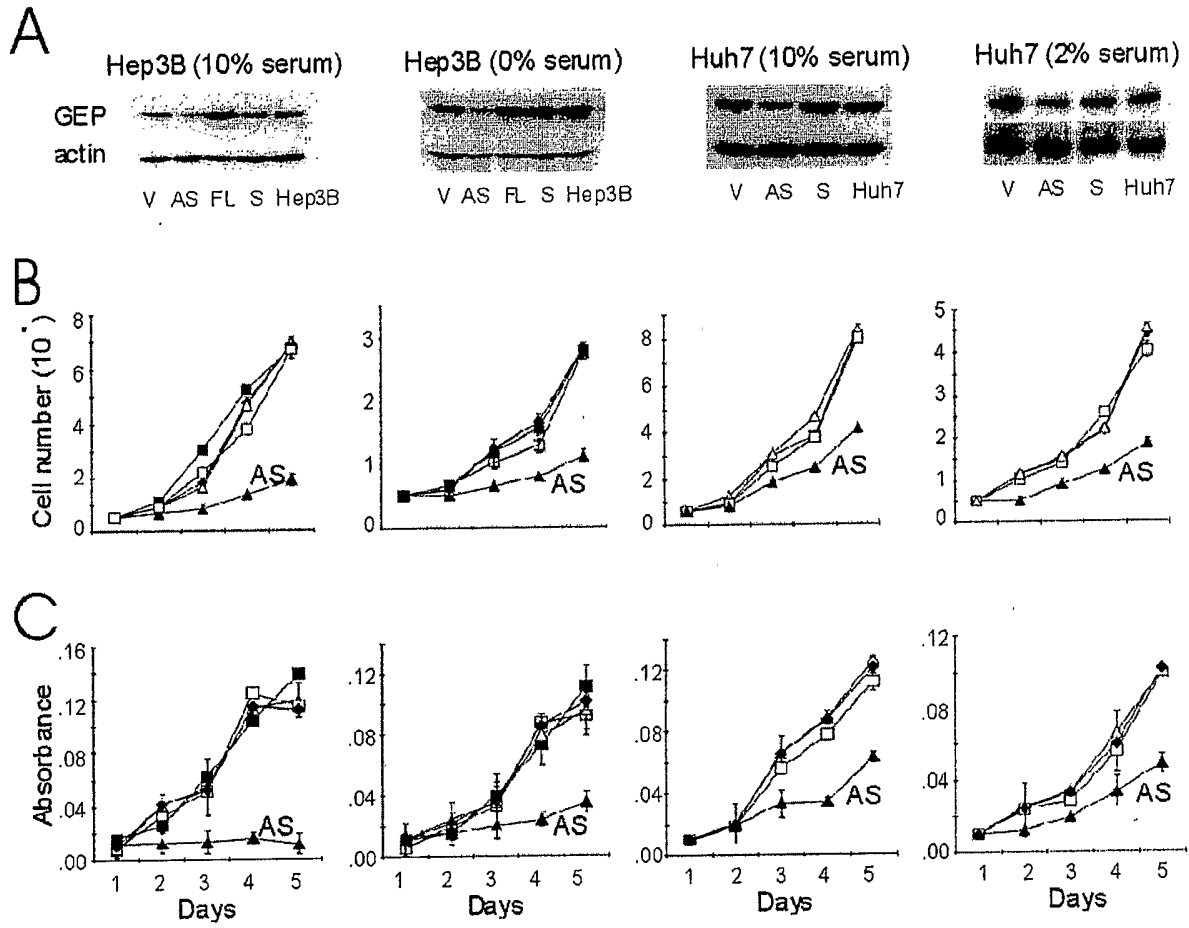 A
Hep3B (10% serum)
Hep3B (0% serum)
Huh7 (10% serum)
Huh7 (2% serum)
GEP
actin
V AS FL S Hep3B
V AS FL S Hep3B
V AS S Huh7
V AS S Huh7
B
Cell number (10
8
6
4
2
0
AS
3
2
1
0
AS
8
6
4
2
0
AS
5
4
3
2
1
0
AS
C
Absorbance
.16
.12
.08
.04
.00
AS
.12
.08
.04
.00
AS
.12
.08
.04
.00
AS
.12
.08
.04
.00
AS
1 2 3 4 5
1 2 3 4 5
1 2 3 4 5
1 2 3 4 5
Days
Days
Days
Days